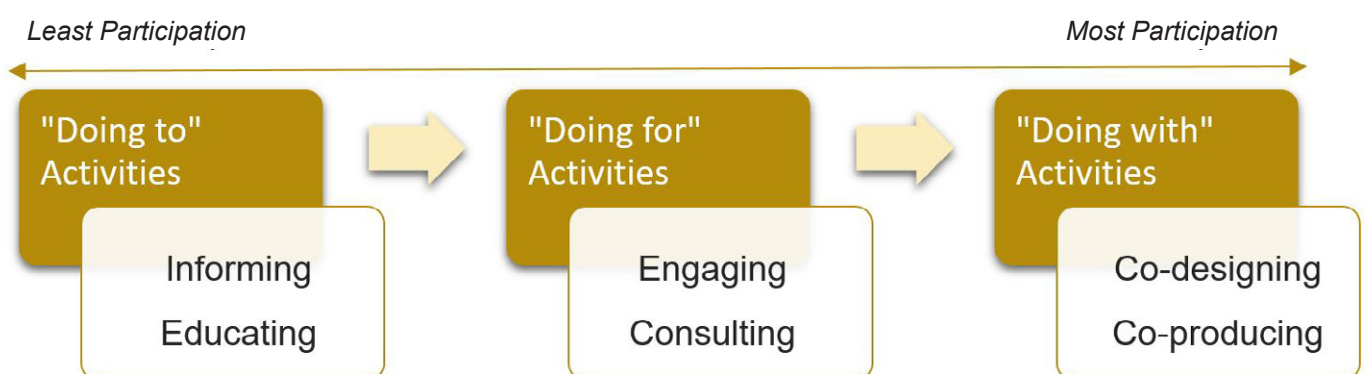 Least Participation
Most Participation
"Doing to"
Activities
Informing
Educating
"Doing for"
Activities
Engaging
Consulting
"Doing with"
Activities
Co-designing
Co-producing